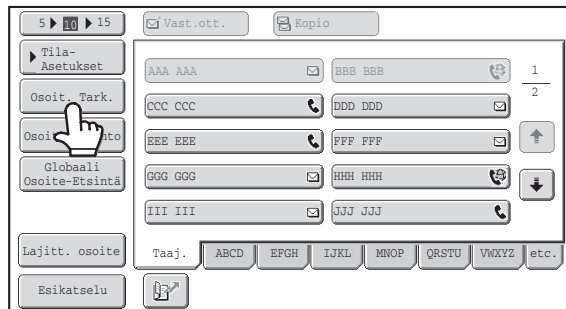 5 10 15
Vast.ott.
Kopio
Tila-
Asetukset
Osoit. Tark.
Globaali
Osoite-Etsintä
Lajitt. osoite
Esikatselu
AAA AAA
BBB BBB
CCC CCC
DDD DDD
EEE EEE
FFF FFF
GGG GGG
HHH HHH
III III
JJJ JJJ
1
2
Taaj.
ABCD
EFGH
IJKL
MNOP
QRSTU
VWXYZ
etc.